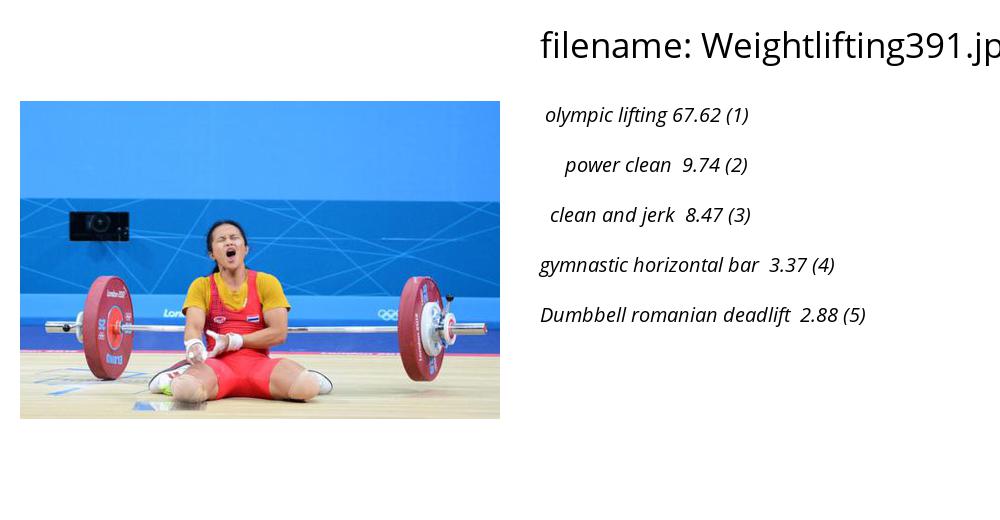 filename: Weightlifting391.jp
olympic lifting 67.62 (1)
power clean 9.74 (2)
clean and jerk 8.47 (3)
gymnastic horizontal bar 3.37 (4)
Dumbbell romanian deadlift 2.88 (5)
London 2012
ELEIKO
Lon